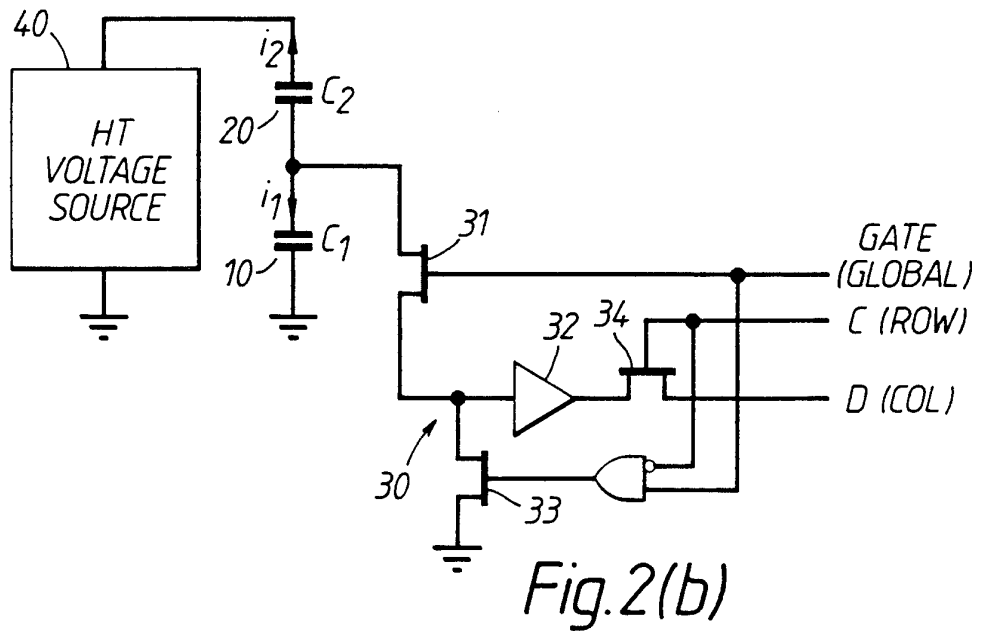 40
HT
VOLTAGE
SOURCE
i2
C2
20
i1
C1
10
31
GATE
(GLOBAL)
34
C (ROW)
32
D (COL)
30
33
Fig.2(b)